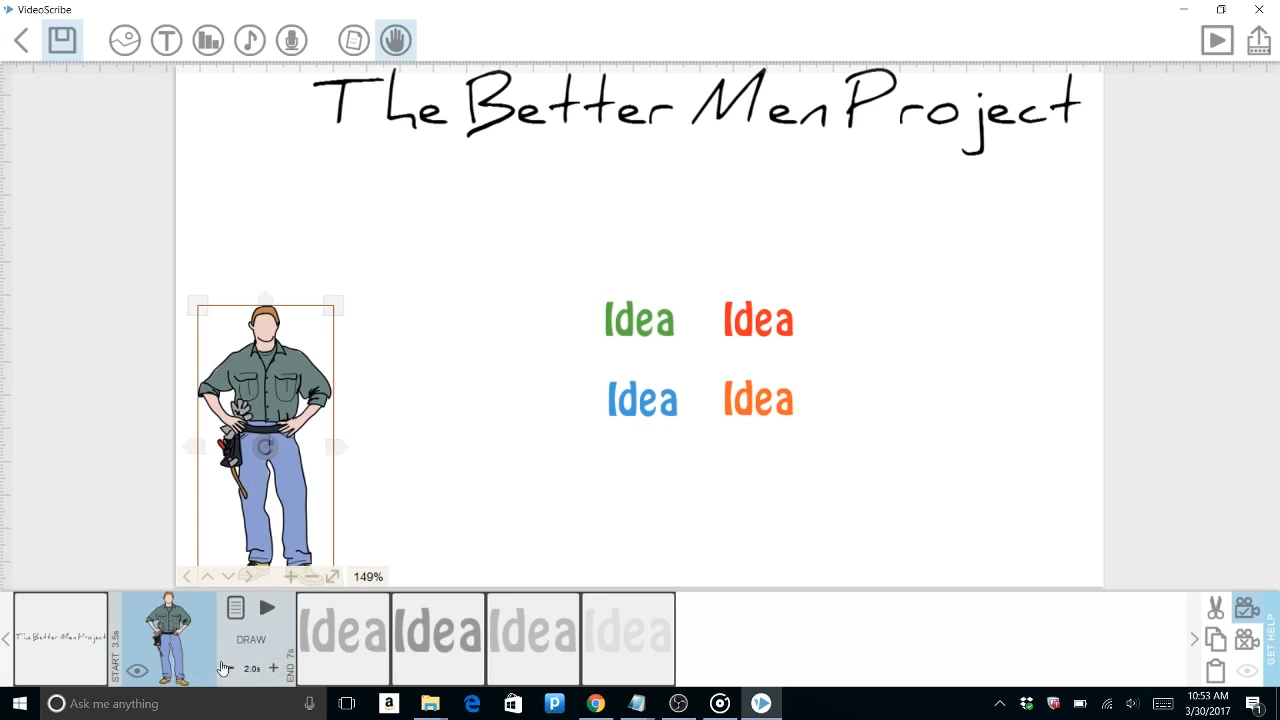 VideoScribe
The Better Men Project
Idea Idea
Idea Idea
149%
The Better Men Project
START 3.5s
DRAW
2.0s
END 7s
Idea
Idea
Idea
Idea
GET HELP
Ask me anything
10:53 AM
3/30/2017